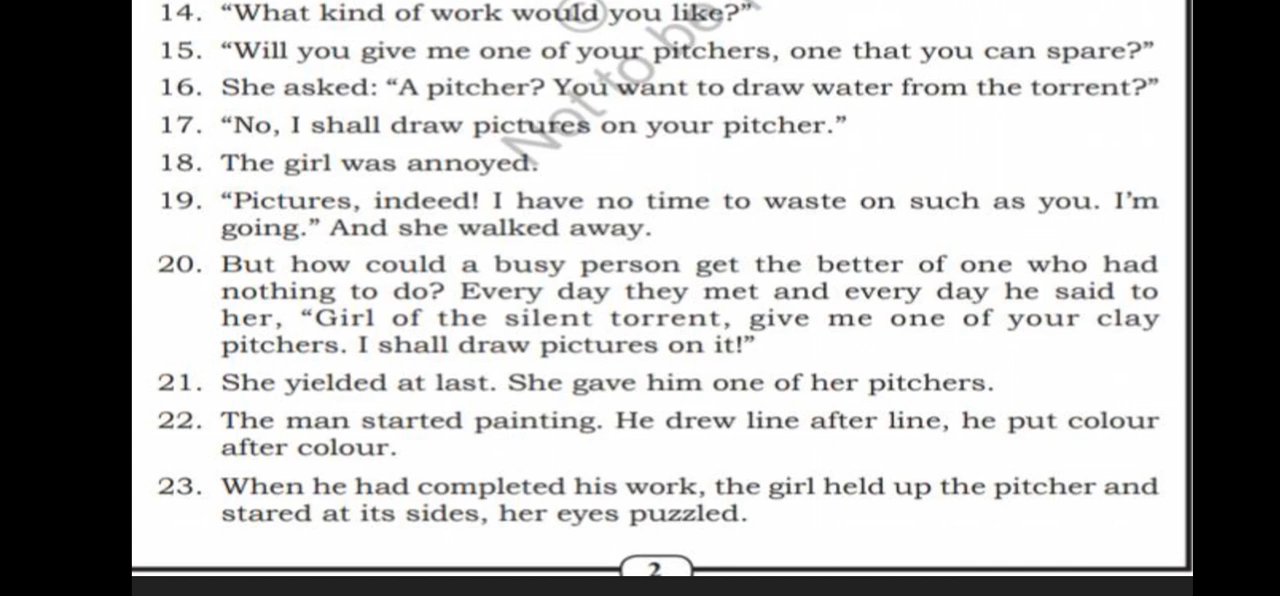 14. “What kind of work would you like?”
15. “Will you give me one of your pitchers, one that you can spare?”
16. She asked: “A pitcher? You want to draw water from the torrent?”
17. “No, I shall draw pictures on your pitcher.”
18. The girl was annoyed.
19. “Pictures, indeed! I have no time to waste on such as you. I’m
going.” And she walked away.
20. But how could a busy person get the better of one who had
nothing to do? Every day they met and every day he said to
her, “Girl of the silent torrent, give me one of your clay
pitchers. I shall draw pictures on it!”
21. She yielded at last. She gave him one of her pitchers.
22. The man started painting. He drew line after line, he put colour
after colour.
23. When he had completed his work, the girl held up the pitcher and
stared at its sides, her eyes puzzled.
2
©
Not to be